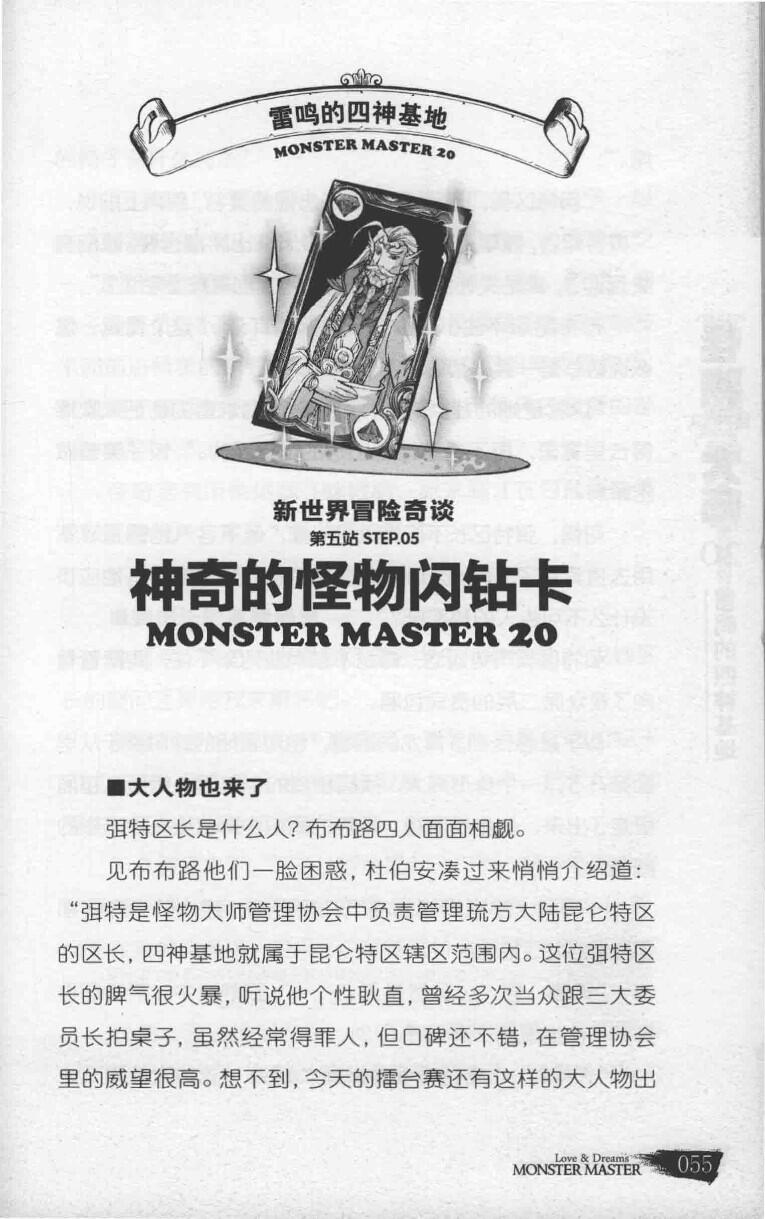 雷鸣的四神基地
MONSTER MASTER 20
新世界冒险奇谈
第五站 STEP.05
神奇的怪物闪钻卡
MONSTER MASTER 20
■大人物也来了
弭特区长是什么人？布布路四人面面相觑。
见布布路他们一脸困惑，杜伯安凑过来悄悄介绍道：
“弭特是怪物大师管理协会中负责管理琉方大陆昆仑特区
的区长，四神基地就属于昆仑特区辖区范围内。这位弭特区
长的脾气很火暴，听说他个性耿直，曾经多次当众跟三大委
员长拍桌子，虽然经常得罪人，但口碑还不错，在管理协会
里的威望很高。想不到，今天的擂台赛还有这样的大人物出
Love & Dreams
MONSTER MASTER
055